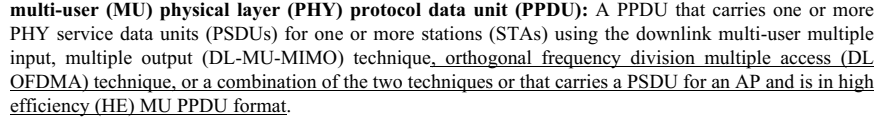 multi-user (MU) physical layer (PHY) protocol data unit (PPDU): A PPDU that carries one or more
PHY service data units (PSDUs) for one or more stations (STAs) using the downlink multi-user multiple
input, multiple output (DL-MU-MIMO) technique, orthogonal frequency division multiple access (DL
OFDMA) technique, or a combination of the two techniques or that carries a PSDU for an AP and is in high
efficiency (HE) MU PPDU format.